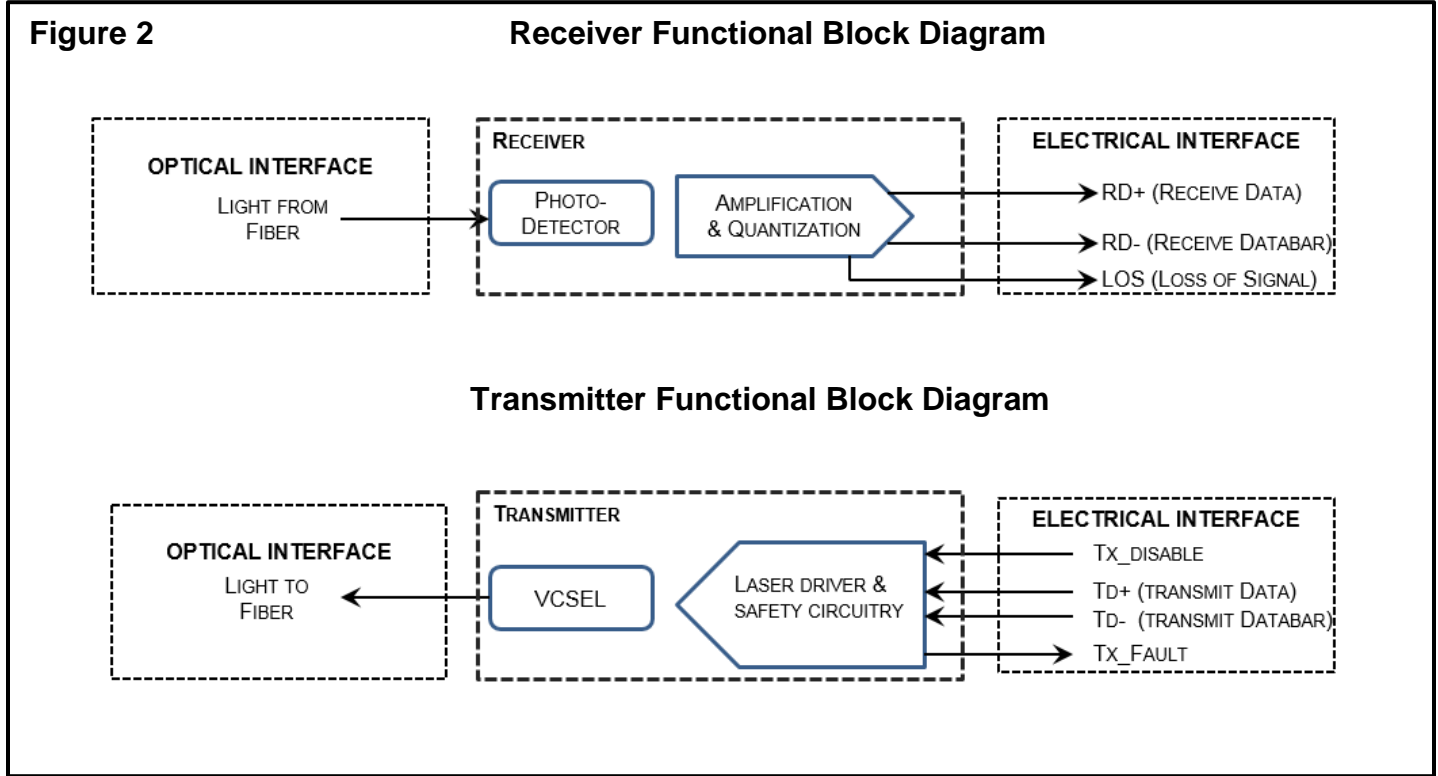 Figure 2
Receiver Functional Block Diagram
OPTICAL INTERFACE
LIGHT FROM
FIBER
RECEIVER
PHOTO-
DETECTOR
AMPLIFICATION
& QUANTIZATION
ELECTRICAL INTERFACE
RD+ (RECEIVE DATA)
RD- (RECEIVE DATABAR)
LOS (LOSS OF SIGNAL)
Transmitter Functional Block Diagram
OPTICAL INTERFACE
LIGHT TO
FIBER
TRANSMITTER
VCSEL
LASER DRIVER &
SAFETY CIRCUITRY
ELECTRICAL INTERFACE
TX_DISABLE
TD+ (TRANSMIT DATA)
TD- (TRANSMIT DATABAR)
TX_FAULT